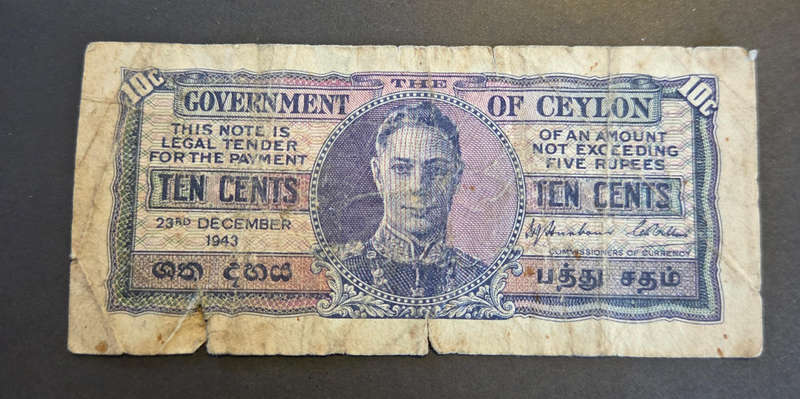 10C 10C
THE
GOVERNMENT OF CEYLON
THIS NOTE IS
LEGAL TENDER
FOR THE PAYMENT
OF AN AMOUNT
NOT EXCEEDING
FIVE RUPEES
TEN CENTS TEN CENTS
23RD DECEMBER
1943
COMMISSIONERS OF CURRENCY
ශත දහය பத்து சதம்